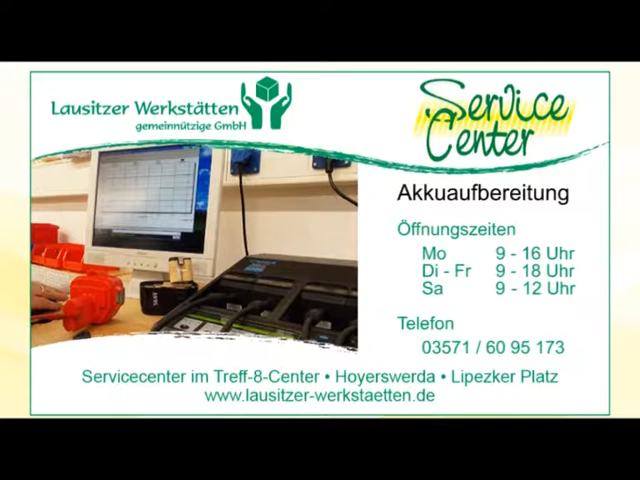 Lausitzer Werkstätten
gemeinnützige GmbH
Service
Center
Akkuaufbereitung
Öffnungszeiten
Mo 9 - 16 Uhr
Di - Fr 9 - 18 Uhr
Sa 9 - 12 Uhr
Telefon
03571 / 60 95 173
Servicecenter im Treff-8-Center • Hoyerswerda • Lipezker Platz
www.lausitzer-werkstaetten.de